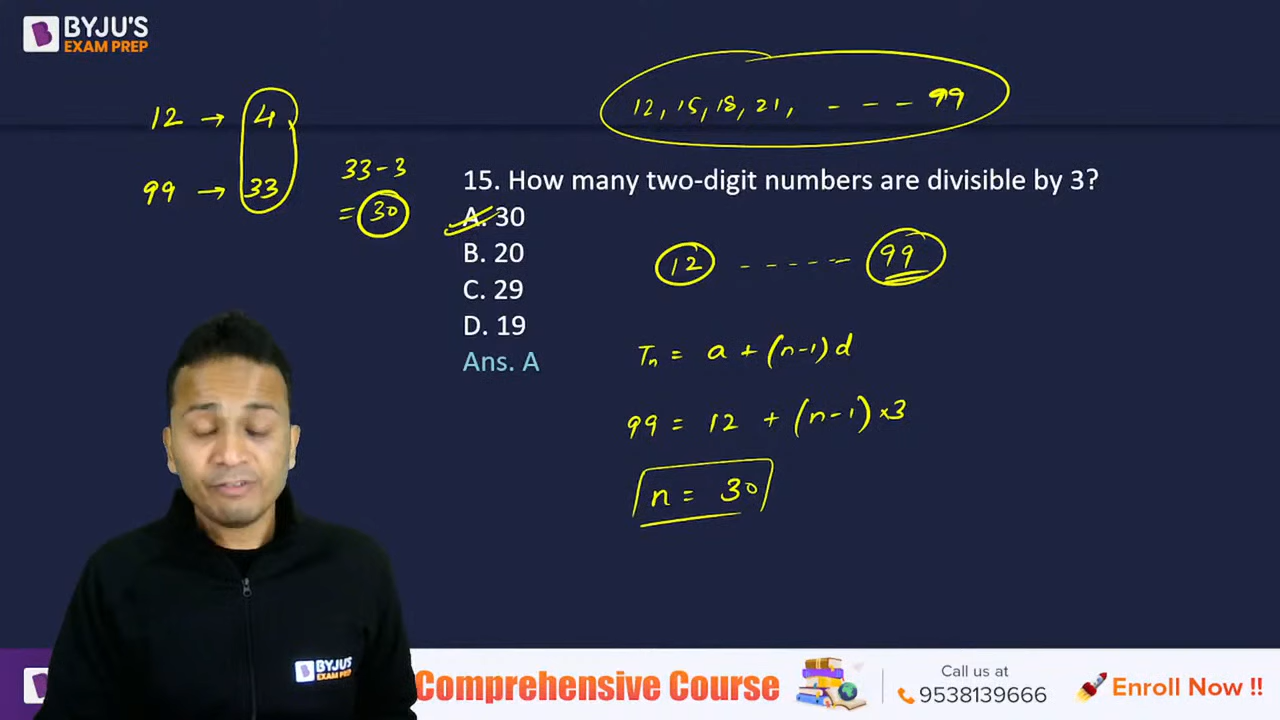 BYJU'S
EXAM PREP
12, 15, 18, 21, - - - 99
12 → 4
99 → 33
33-3
= 30
15. How many two-digit numbers are divisible by 3?
A. 30
B. 20
C. 29
D. 19
Ans. A
12 - - - - - - 99
Tn = a + (n-1) d
99 = 12 + (n-1) ×3
n = 30
BYJU'S
EXAM PREP
Comprehensive Course
Call us at
9538139666
Enroll Now !!